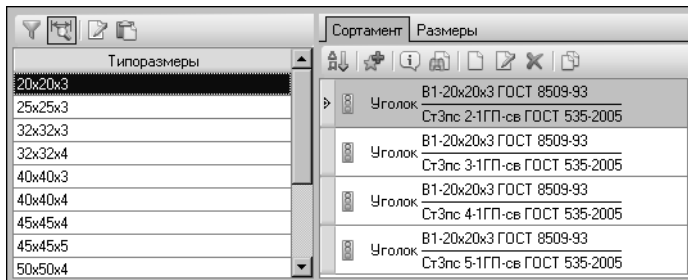 Типоразмеры
20x20x3
25x25x3
32x32x3
32x32x4
40x40x3
40x40x4
45x45x4
45x45x5
50x50x4
Сортамент Размеры
Уголок В1-20x20x3 ГОСТ 8509-93
Ст3пс 2-1ГП-св ГОСТ 535-2005
Уголок В1-20x20x3 ГОСТ 8509-93
Ст3пс 3-1ГП-св ГОСТ 535-2005
Уголок В1-20x20x3 ГОСТ 8509-93
Ст3пс 4-1ГП-св ГОСТ 535-2005
Уголок В1-20x20x3 ГОСТ 8509-93
Ст3пс 5-1ГП-св ГОСТ 535-2005